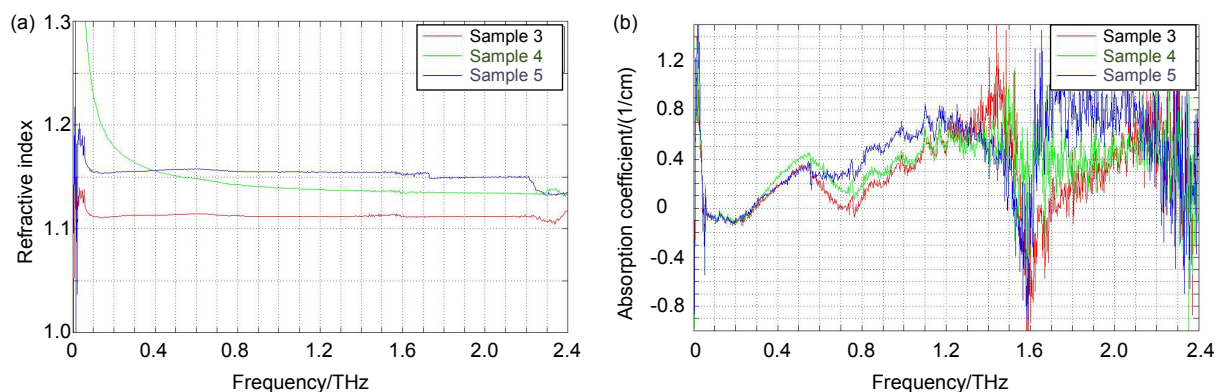 (a)
1.3
1.2
1.1
1.0
Refractive index
Sample 3
Sample 4
Sample 5
0 0.4 0.8 1.2 1.6 2.0 2.4
Frequency/THz
(b)
1.2
0.8
0.4
0
-0.4
-0.8
Absorption coefficient/(1/cm)
Sample 3
Sample 4
Sample 5
0 0.4 0.8 1.2 1.6 2.0 2.4
Frequency/THz